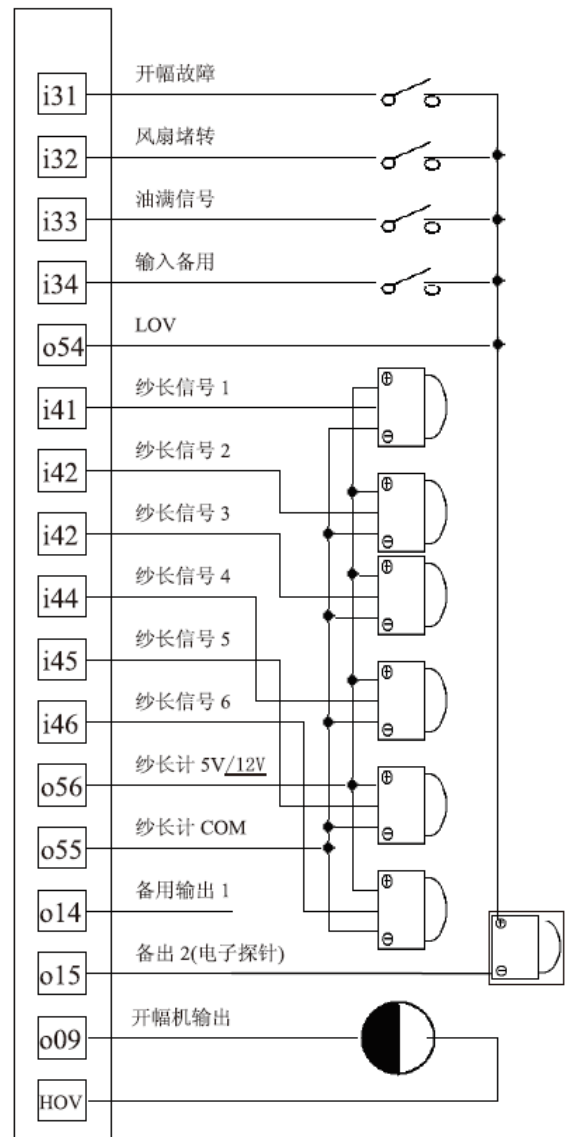 i31 开幅故障
i32 风扇堵转
i33 油满信号
i34 输入备用
o54 LOV
i41 纱长信号 1
i42 纱长信号 2
i42 纱长信号 3
i44 纱长信号 4
i45 纱长信号 5
i46 纱长信号 6
o56 纱长计 5V/12V
o55 纱长计 COM
o14 备用输出 1
o15 备出 2(电子探针)
o09 开幅机输出
HOV